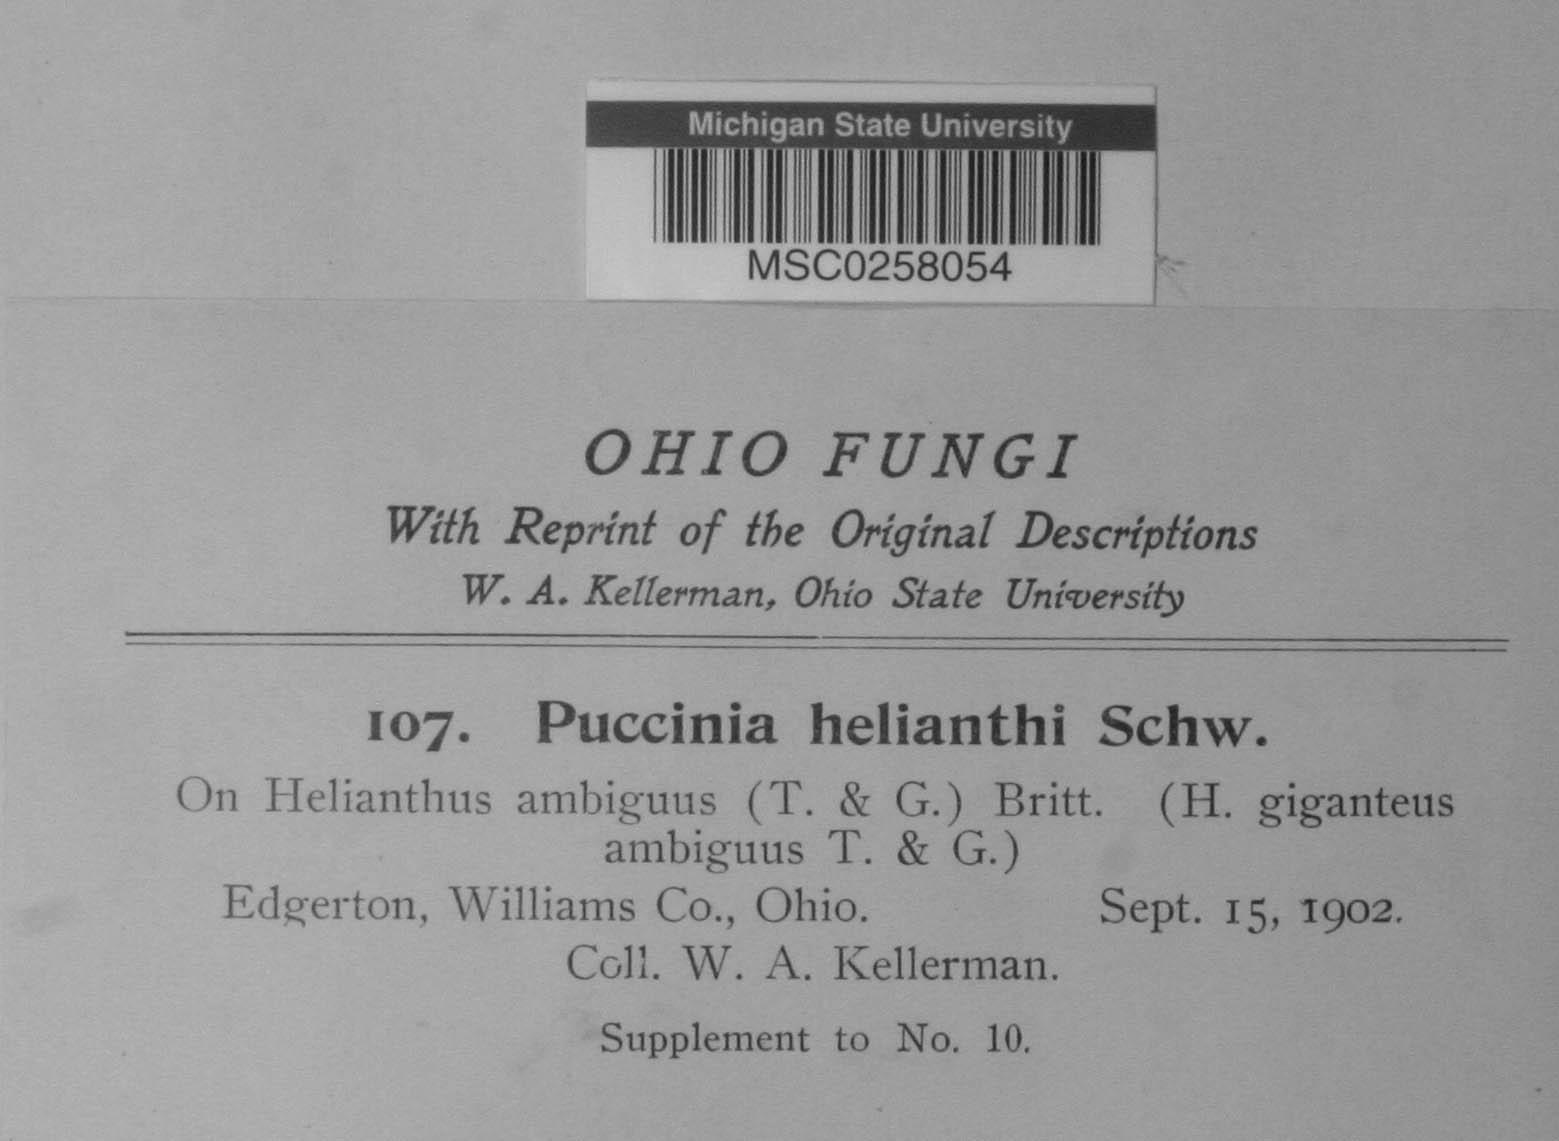 Michigan State University
MSC0258054
OHIO FUNGI
With Reprint of the Original Descriptions
W. A. Kellerman, Ohio State University
107. Puccinia helianthi Schw.
On Helianthus ambiguus (T. & G.) Britt. (H. giganteus
ambiguus T. & G.)
Edgerton, Williams Co., Ohio. Sept. 15, 1902.
Coll. W. A. Kellerman.
Supplement to No. 10.